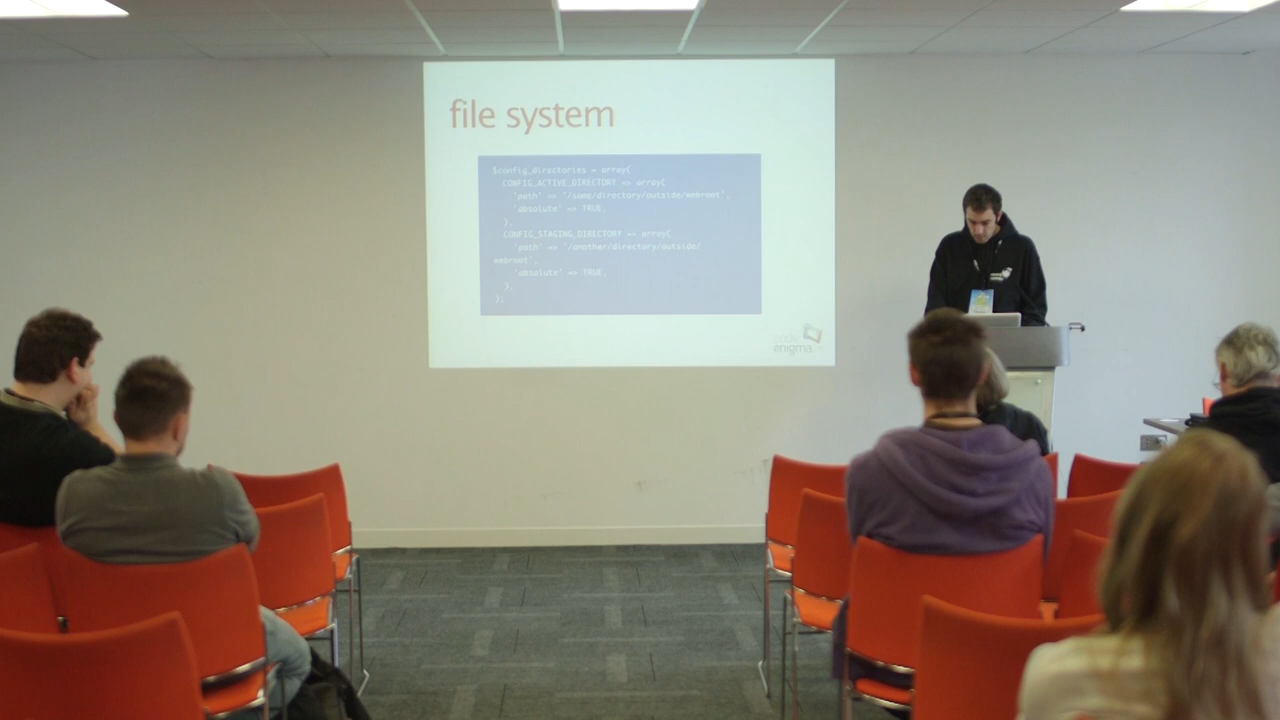 file system
$config_directories = array(
CONFIG_ACTIVE_DIRECTORY => array(
'path' => '/some/directory/outside/webroot',
'absolute' => TRUE,
),
CONFIG_STAGING_DIRECTORY => array(
'path' => '/another/directory/outside/
webroot',
'absolute' => TRUE,
),
);
code
enigma